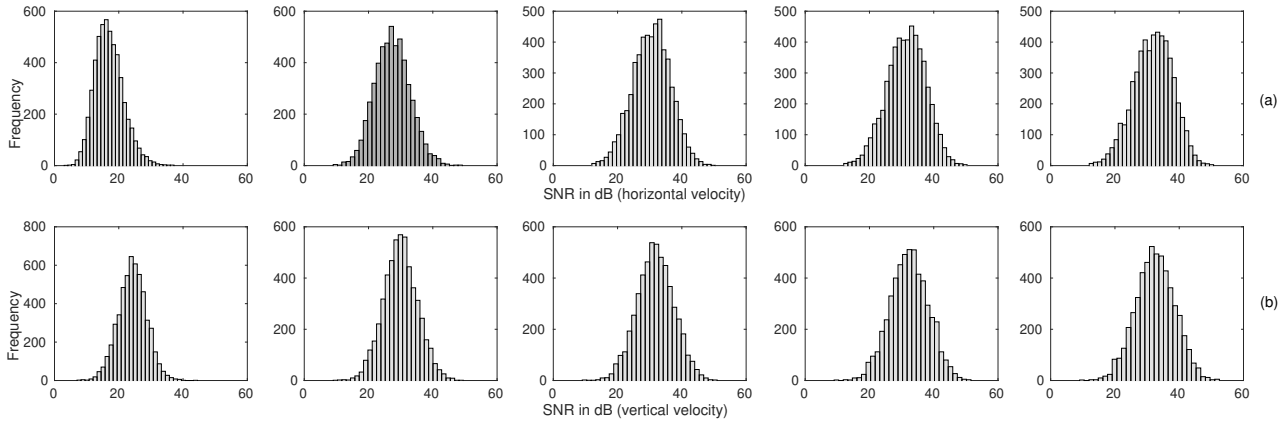 600 600 500 500 500
400 400 400 400 400
300 300 300
200 200 200 200 200
100 100 100
0 0 0 0 0
0 20 40 60 0 20 40 60 0 20 40 60 0 20 40 60 0 20 40 60
Frequency
SNR in dB (horizontal velocity)
(a)
800 600 600 600 600
600 400 400 400 400
400 200 200 200 200
200
0 0 0 0 0
0 20 40 60 0 20 40 60 0 20 40 60 0 20 40 60 0 20 40 60
Frequency
SNR in dB (vertical velocity)
(b)